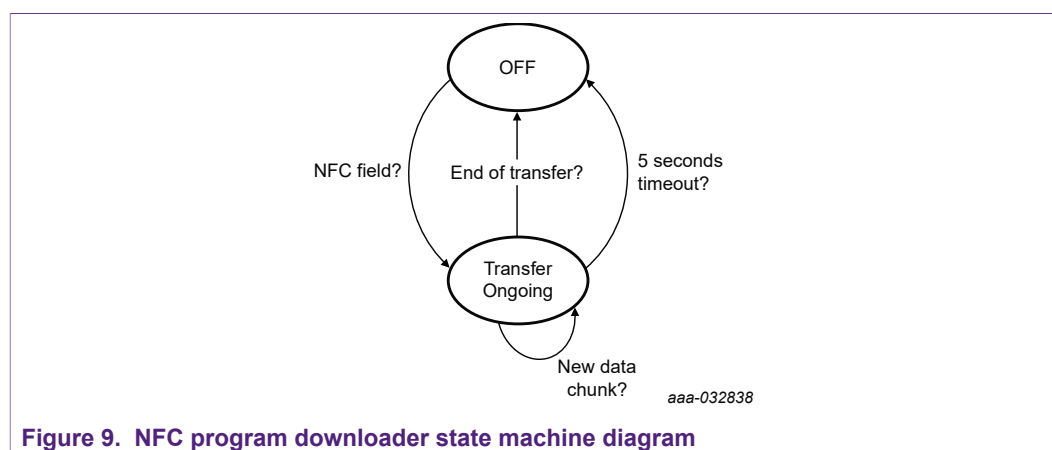 OFF
NFC field?
End of transfer?
5 seconds
timeout?
Transfer
Ongoing
New data
chunk?
aaa-032838
Figure 9. NFC program downloader state machine diagram